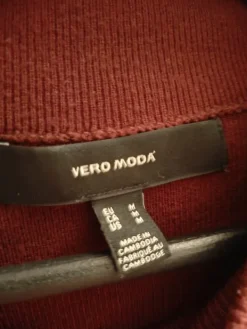 VERO MODA
EU M
CA M
US M
MADE IN
CAMBODIA
FABRIQUÉ AU
CAMBODGE